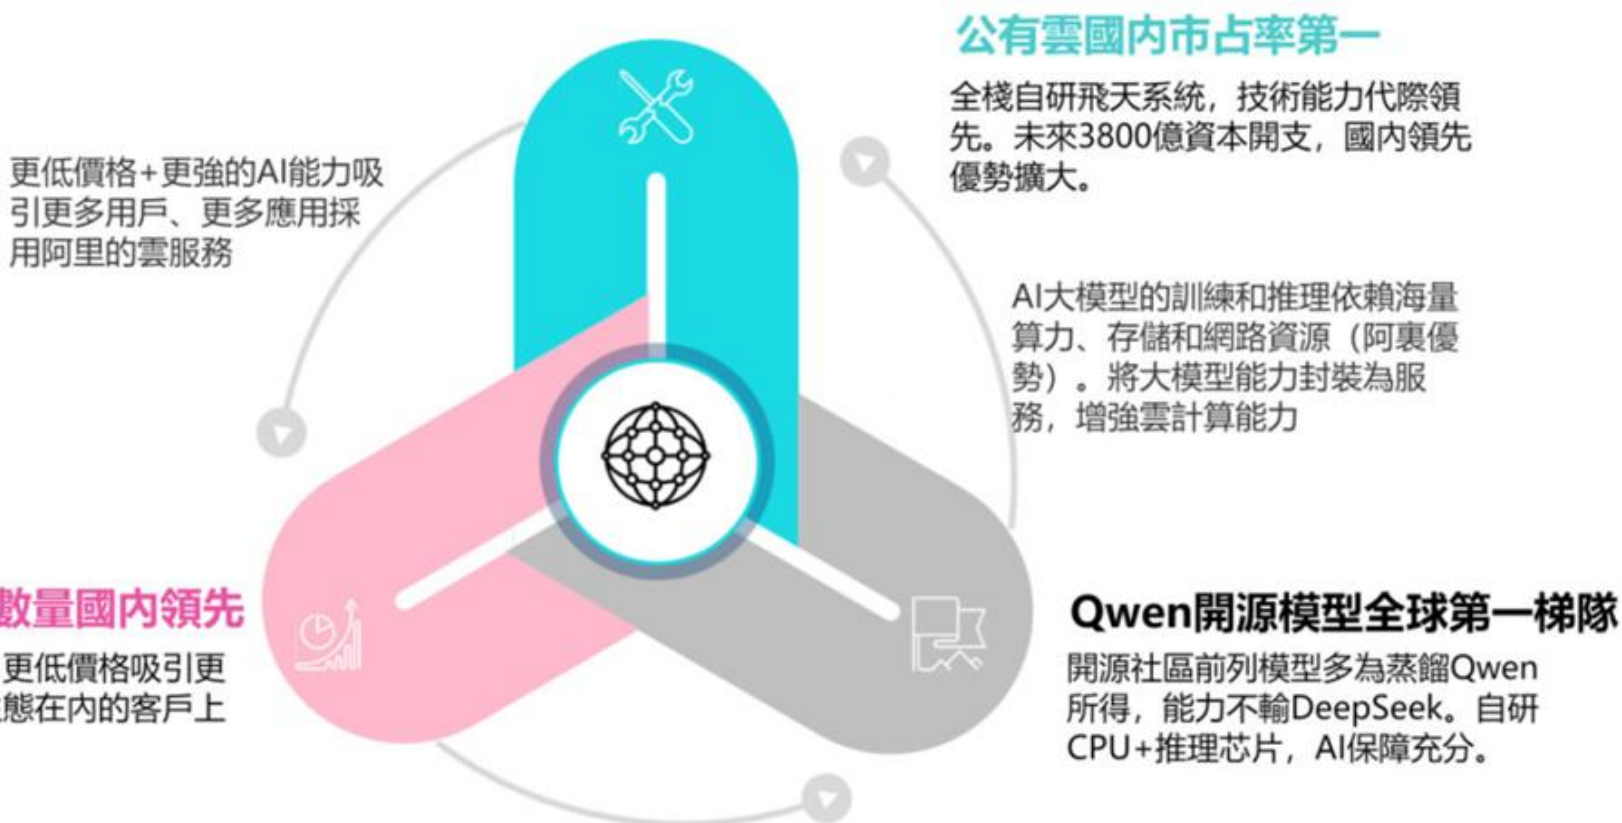 公有雲國内市占率第一
全棧自研飛天系統，技術能力代際領
先。未來3800億資本開支，國內領先
優勢擴大。
更低價格+更強的AI能力吸
引更多用戶、更多應用採
用阿里的雲服務
AI大模型的訓練和推理依賴海量
算力、存儲和網路資源（阿裏優
勢）。將大模型能力封裝為服
務，增強雲計算能力
數量國內領先
更低價格吸引更
態在內的客戶上
Qwen開源模型全球第一梯隊
開源社區前列模型多為蒸餾Qwen
所得，能力不輸DeepSeek。自研
CPU+推理芯片，AI保障充分。